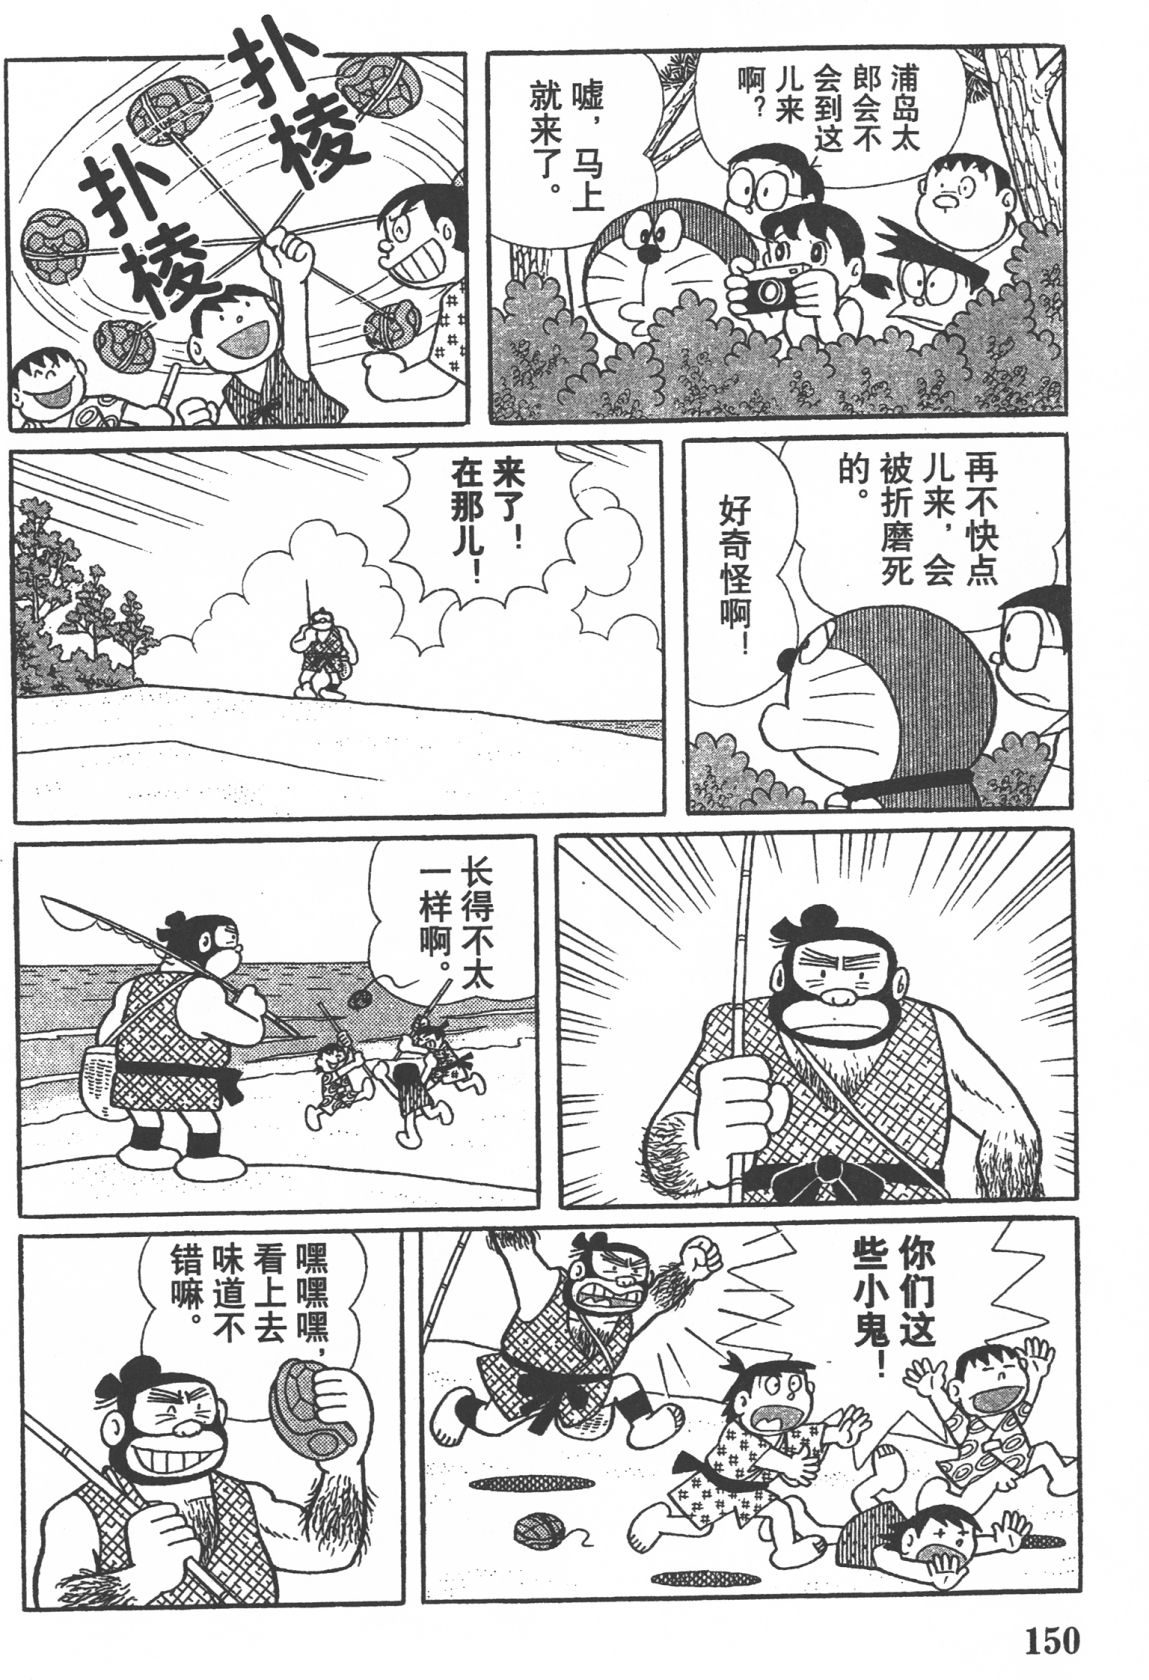 浦岛太
郎会不
会到这
儿来
啊？
嘘，马上
就来了。
扑棱
扑棱
再不快点
儿来，会
被折磨死
的。
好奇怪啊！
来了！
在那儿！
长得不太
一样啊。
你们这
些小鬼！
嘿嘿嘿，
看上去
味道不
错嘛。
150